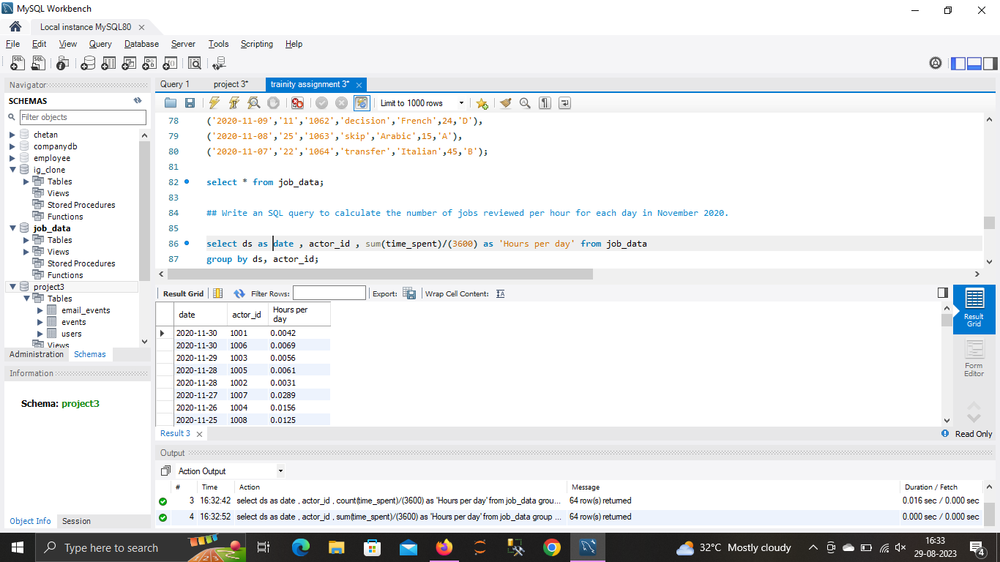 MySQL Workbench
Local instance MySQL80
File Edit View Query Database Server Tools Scripting Help
Navigator
SCHEMAS
Filter objects
chetan
companydb
employee
ig_clone
Tables
Views
Stored Procedures
Functions
job_data
Tables
Views
Stored Procedures
Functions
project3
Tables
email_events
events
users
Views
Administration Schemas
Information
Schema: project3
Object Info Session
Query 1 project 3* trainity assignment 3*
Limit to 1000 rows
78 ('2020-11-09','11','1062','decision','French',24,'D'),
79 ('2020-11-08','25','1063','skip','Arabic',15,'A'),
80 ('2020-11-07','22','1064','transfer','Italian',45,'B');
81
82 select * from job_data;
83
84 ## Write an SQL query to calculate the number of jobs reviewed per hour for each day in November 2020.
85
86 select ds as date , actor_id , sum(time_spent)/(3600) as 'Hours per day' from job_data
87 group by ds, actor_id;
Result Grid Filter Rows: Export: Wrap Cell Content:
date actor_id Hours per day
2020-11-30 1001 0.0042
2020-11-30 1006 0.0069
2020-11-29 1003 0.0056
2020-11-28 1005 0.0061
2020-11-28 1002 0.0031
2020-11-27 1007 0.0289
2020-11-26 1004 0.0156
2020-11-25 1008 0.0125
Result Grid
Form Editor
Result 3 Read Only
Output
Action Output
# Time Action Message Duration / Fetch
3 16:32:42 select ds as date , actor_id , count(time_spent)/(3600) as 'Hours per day' from job_data grou... 64 row(s) returned 0.016 sec / 0.000 sec
4 16:32:52 select ds as date , actor_id , sum(time_spent)/(3600) as 'Hours per day' from job_data group ... 64 row(s) returned 0.000 sec / 0.000 sec
Type here to search
32°C Mostly cloudy
16:33
29-08-2023
4